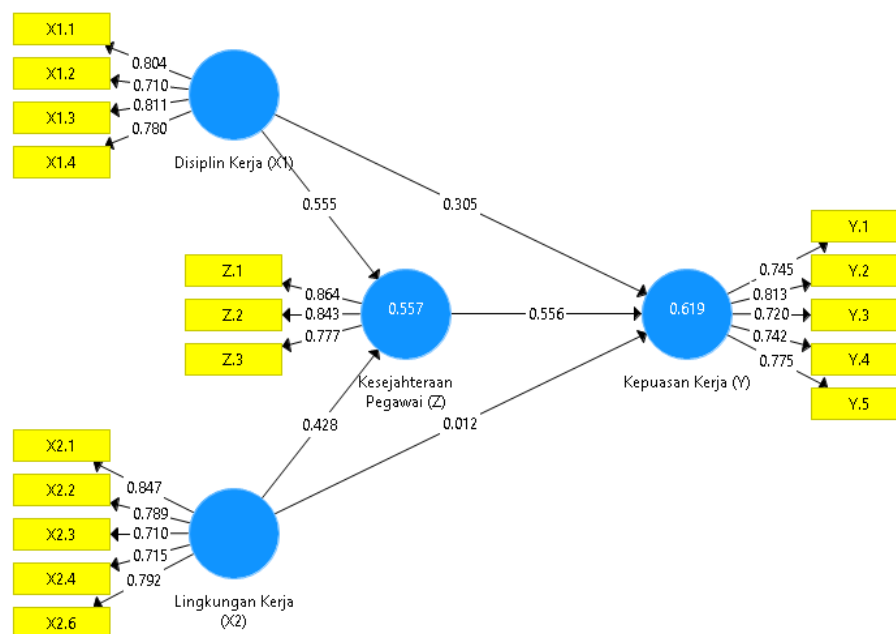 X1.1
X1.2
X1.3
X1.4
0.804
0.710
0.811
0.780
Disiplin Kerja (X1)
0.555
0.305
Z.1
Z.2
Z.3
0.864
0.843
0.777
0.557
Kesejahteraan
Pegawai (Z)
0.556
0.619
Kepuasan Kerja (Y)
0.745
0.813
0.720
0.742
0.775
Y.1
Y.2
Y.3
Y.4
Y.5
0.428
0.012
X2.1
X2.2
X2.3
X2.4
X2.6
0.847
0.789
0.710
0.715
0.792
Lingkungan Kerja
(X2)